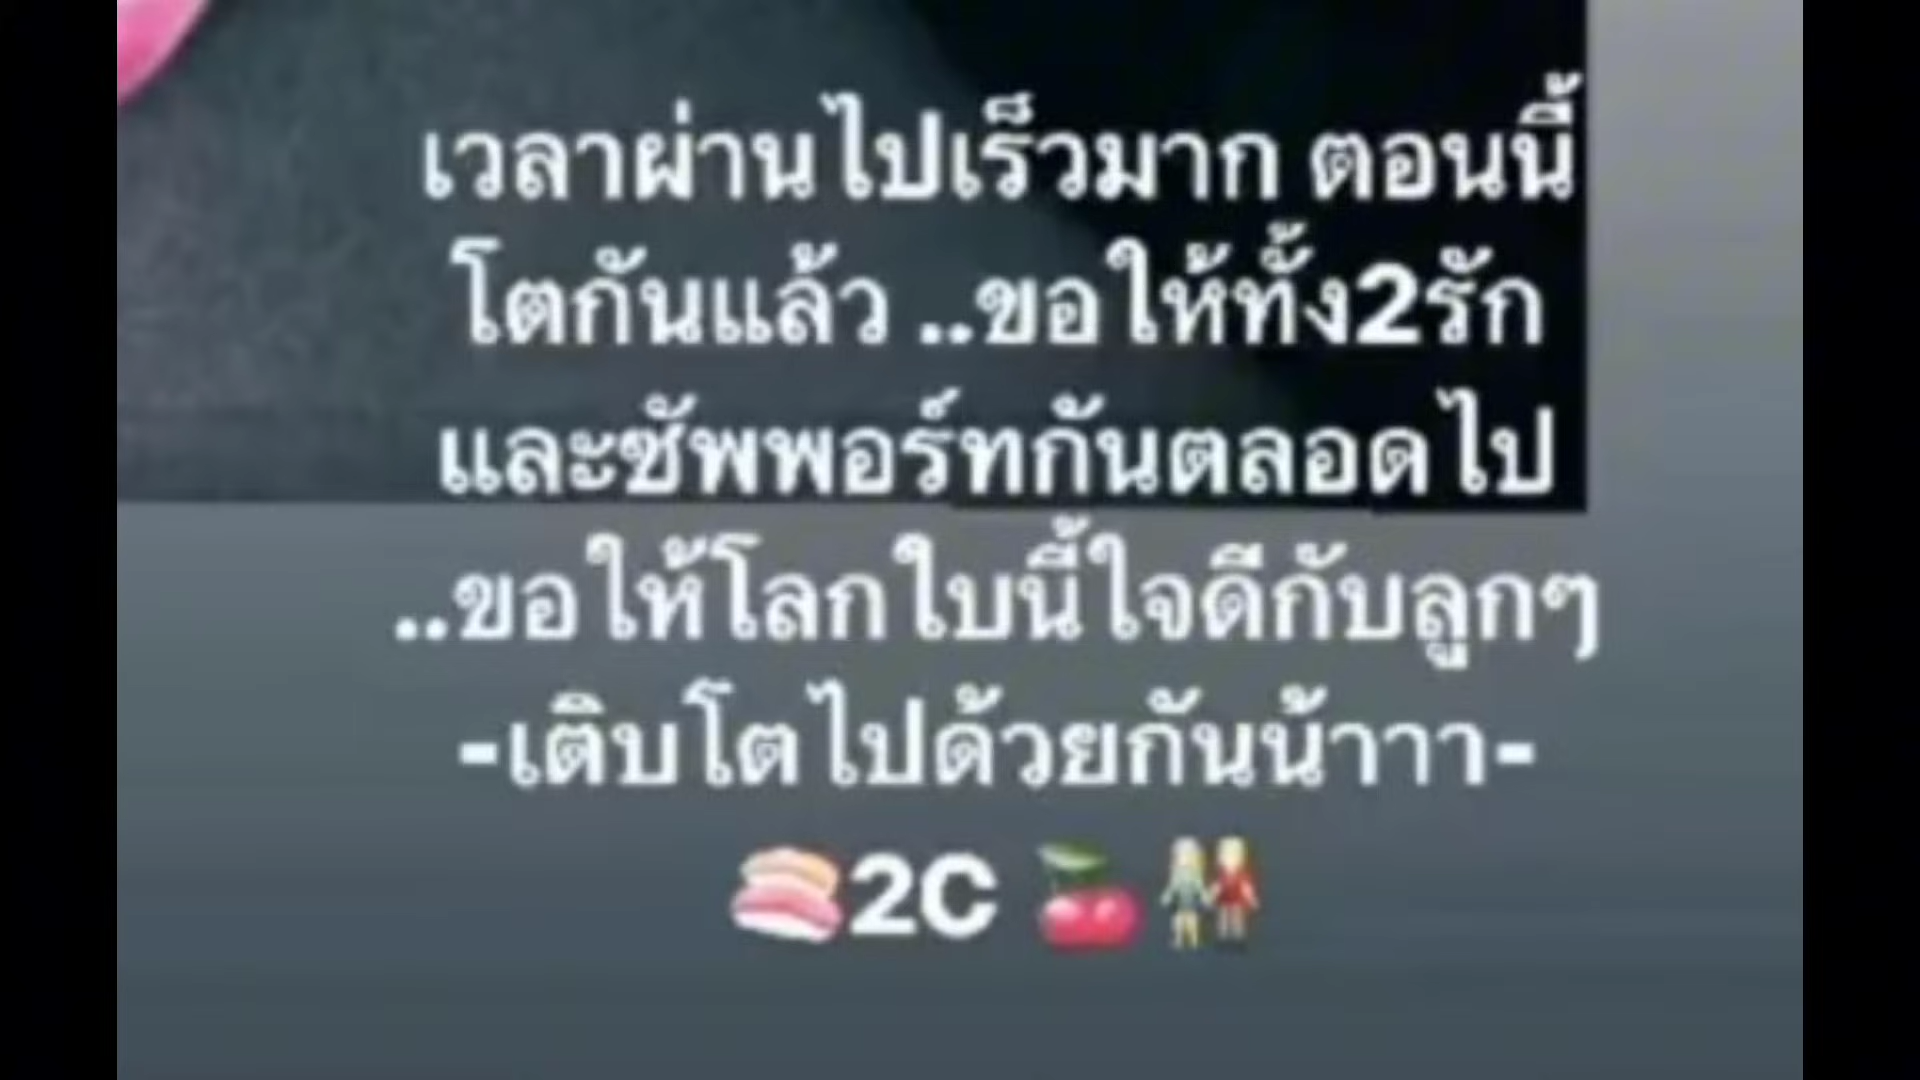 เวลาผ่านไปเร็วมาก ตอนนี้
โตกันแล้ว ..ขอให้ทั้ง2รัก
และซัพพอร์ทกันตลอดไป
..ขอให้โลกใบนี้ใจดีกับลูกๆ
-เติบโตไปด้วยกันน้าาา-
2C